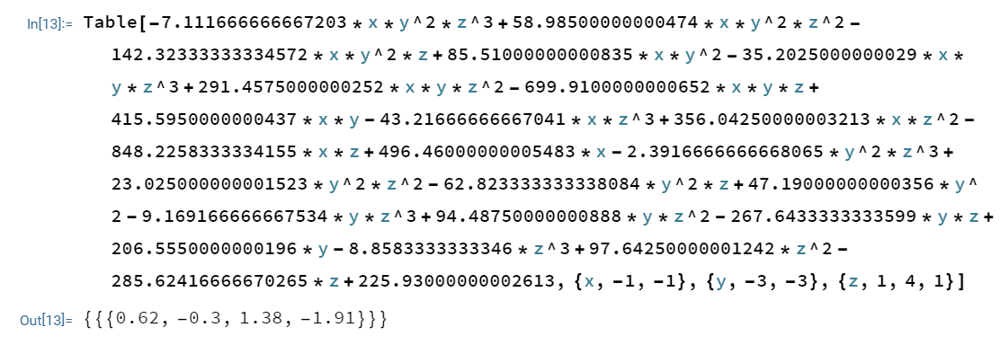 In[13]:= Table[-7.111666666667203 * x * y ^ 2 * z ^ 3 + 58.98500000000474 * x * y ^ 2 * z ^ 2 -
142.32333333334572 * x * y ^ 2 * z + 85.51000000000835 * x * y ^ 2 - 35.2025000000029 * x *
y * z ^ 3 + 291.4575000000252 * x * y * z ^ 2 - 699.9100000000652 * x * y * z +
415.5950000000437 * x * y - 43.21666666667041 * x * z ^ 3 + 356.04250000003213 * x * z ^ 2 -
848.2258333334155 * x * z + 496.46000000005483 * x - 2.3916666666668065 * y ^ 2 * z ^ 3 +
23.025000000001523 * y ^ 2 * z ^ 2 - 62.823333333338084 * y ^ 2 * z + 47.19000000000356 * y ^
2 - 9.169166666667534 * y * z ^ 3 + 94.48750000000888 * y * z ^ 2 - 267.6433333333599 * y * z +
206.5550000000196 * y - 8.8583333333346 * z ^ 3 + 97.64250000001242 * z ^ 2 -
285.62416666670265 * z + 225.93000000002613, {x, -1, -1}, {y, -3, -3}, {z, 1, 4, 1}]
Out[13]= {{{0.62, -0.3, 1.38, -1.91}}}